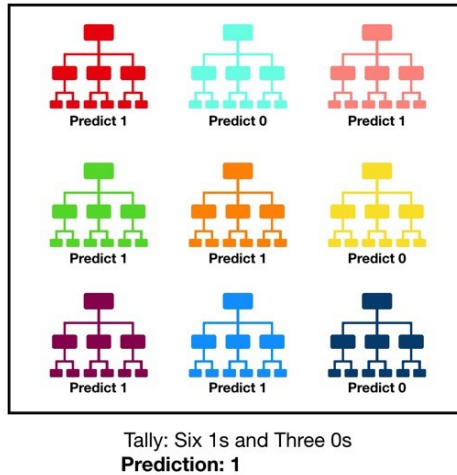 Predict 1 Predict 0 Predict 1
Predict 1 Predict 1 Predict 0
Predict 1 Predict 1 Predict 0
Tally: Six 1s and Three 0s
Prediction: 1